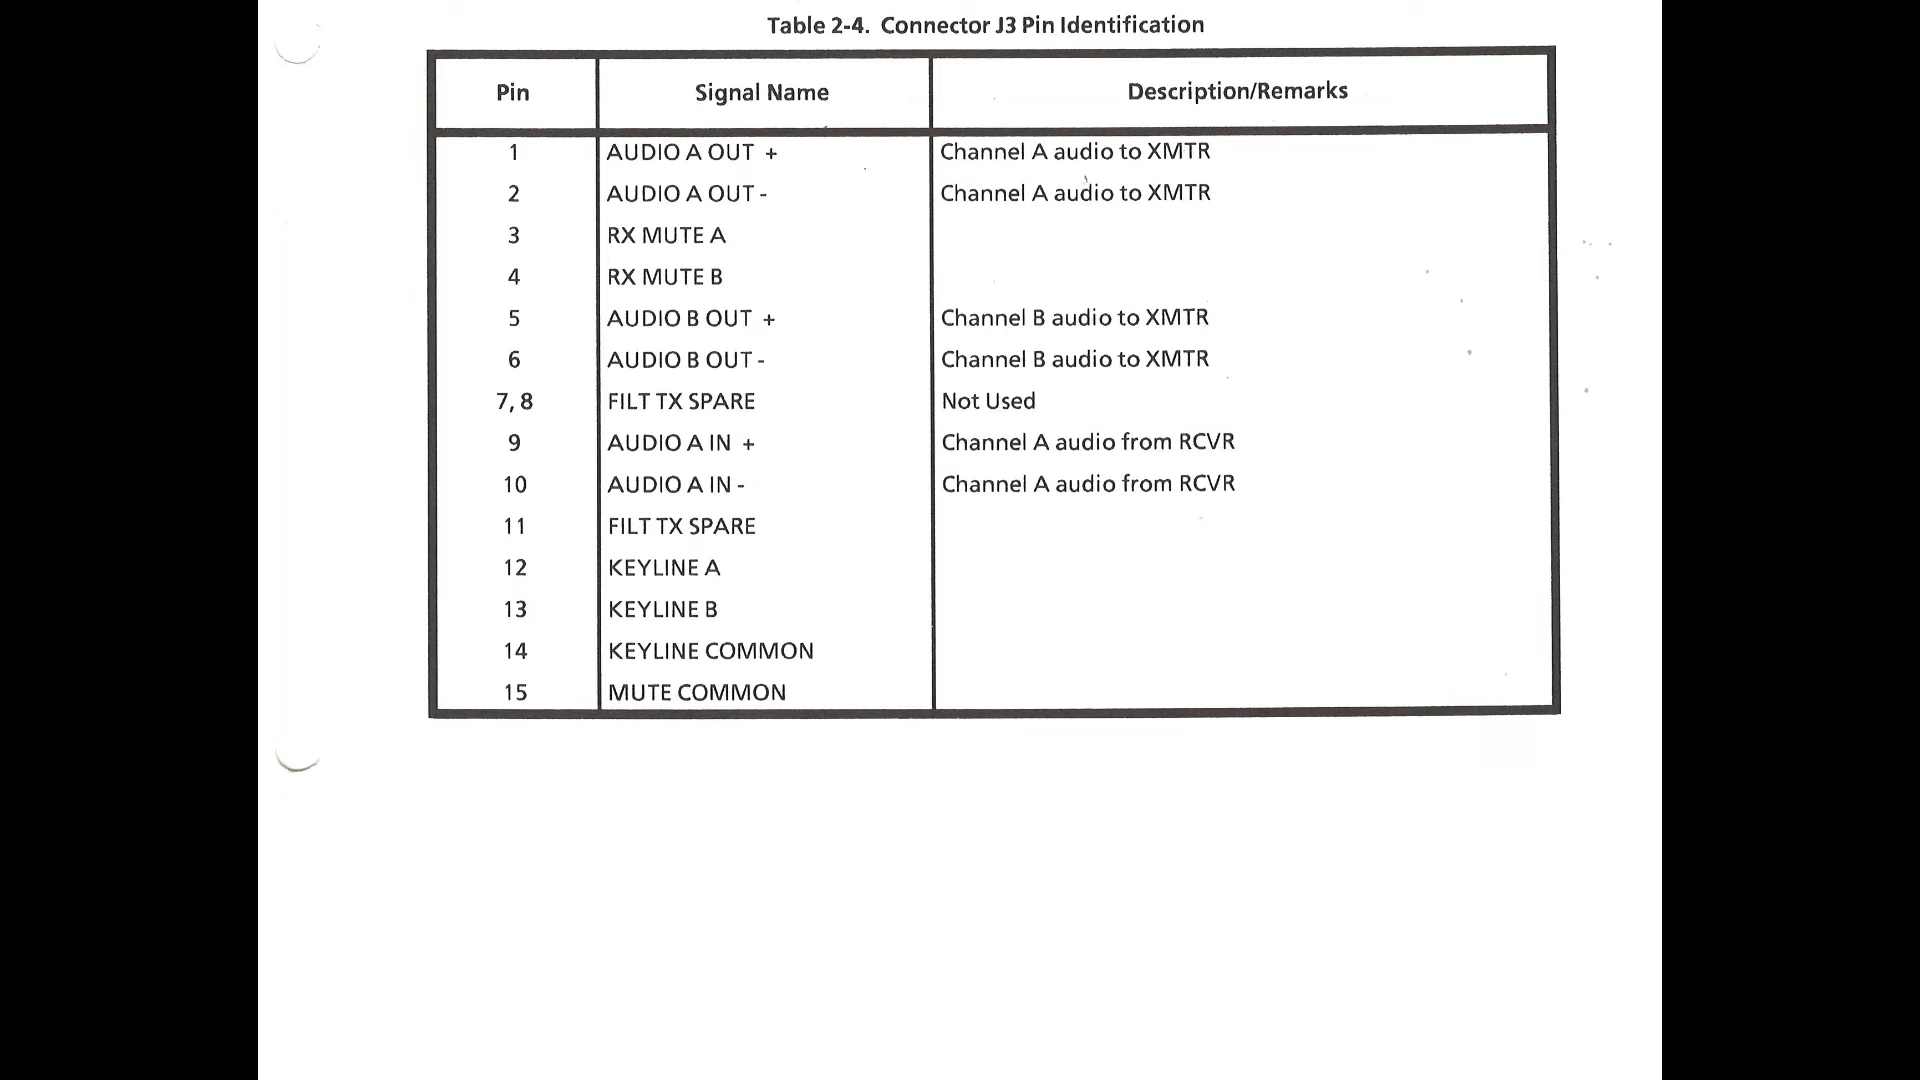 Table 2-4. Connector J3 Pin Identification
Pin Signal Name Description/Remarks
1 AUDIO A OUT + Channel A audio to XMTR
2 AUDIO A OUT - Channel A audio to XMTR
3 RX MUTE A
4 RX MUTE B
5 AUDIO B OUT + Channel B audio to XMTR
6 AUDIO B OUT - Channel B audio to XMTR
7, 8 FILT TX SPARE Not Used
9 AUDIO A IN + Channel A audio from RCVR
10 AUDIO A IN - Channel A audio from RCVR
11 FILT TX SPARE
12 KEYLINE A
13 KEYLINE B
14 KEYLINE COMMON
15 MUTE COMMON